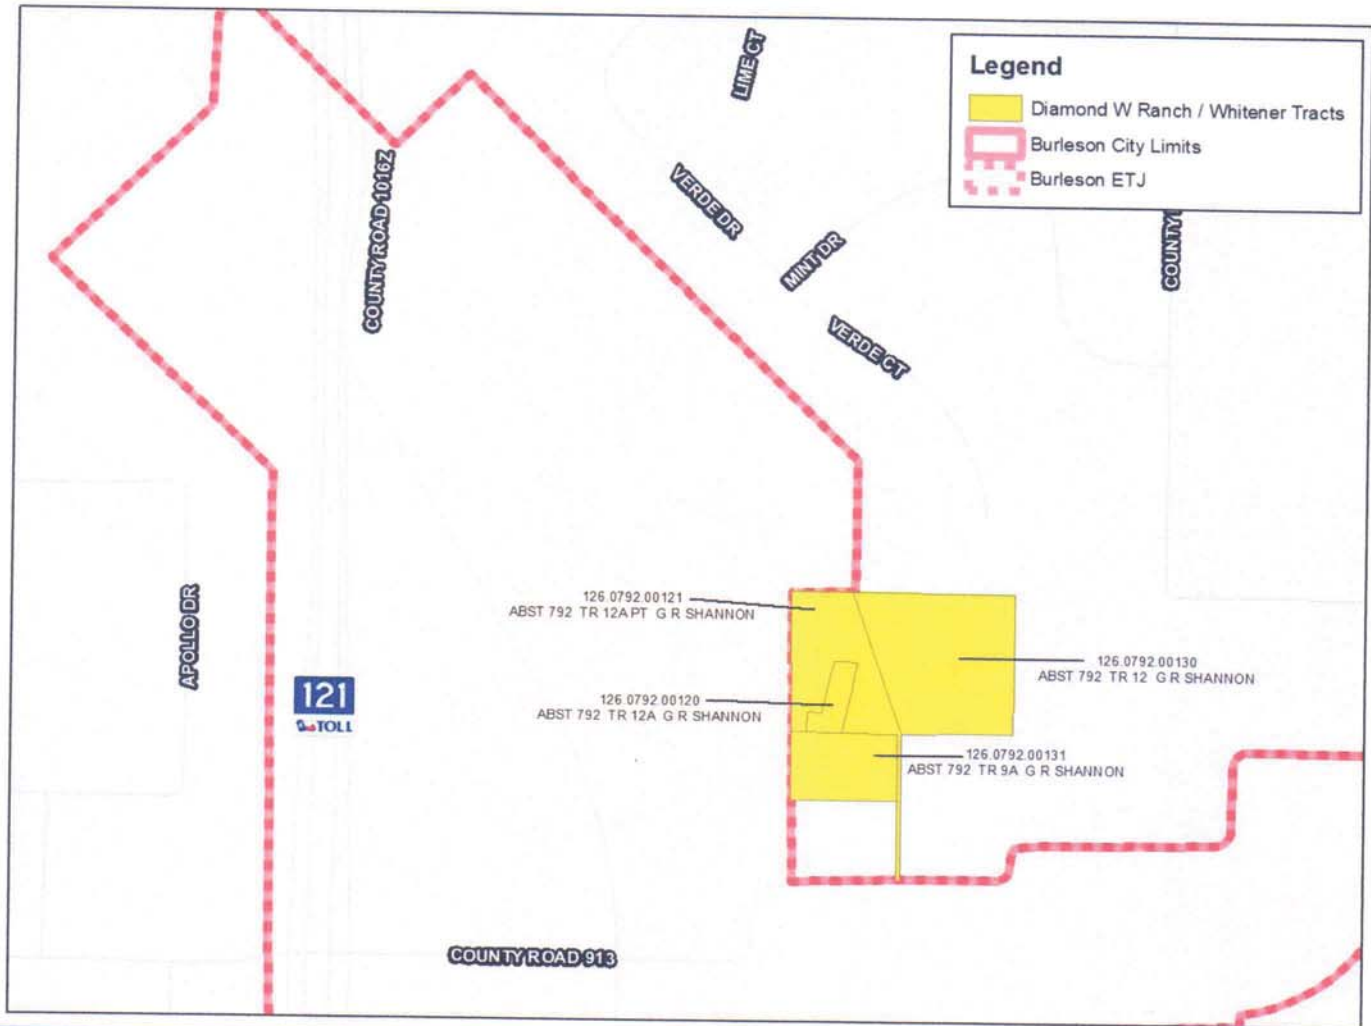 LIME CT
Legend
Diamond W Ranch / Whitener Tracts
Burleson City Limits
Burleson ETJ
COUNTY ROAD 1016Z
VERDE DR
MINT DR
COUNTY
VERDE CT
APOLLO DR
126.0792.00121
ABST 792 TR 12A PT G R SHANNON
126.0792.00130
ABST 792 TR 12 G R SHANNON
121
TOLL
126.0792.00120
ABST 792 TR 12A G R SHANNON
126.0792.00131
ABST 792 TR 9A G R SHANNON
COUNTY ROAD 913